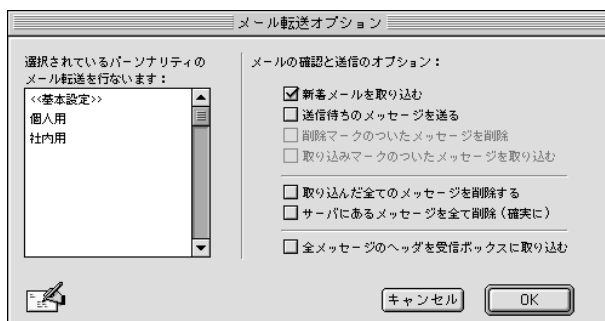 メール転送オプション
選択されているパーソナリティの
メール転送を行ないます：
<<基本設定>>
個人用
社内用
メールの確認と送信のオプション：
新着メールを取り込む
送信待ちのメッセージを送る
削除マークのついたメッセージを削除
取り込みマークのついたメッセージを取り込む
取り込んだ全てのメッセージを削除する
サーバにあるメッセージを全て削除（確実に）
全メッセージのヘッダを受信ボックスに取り込む
キャンセル
OK